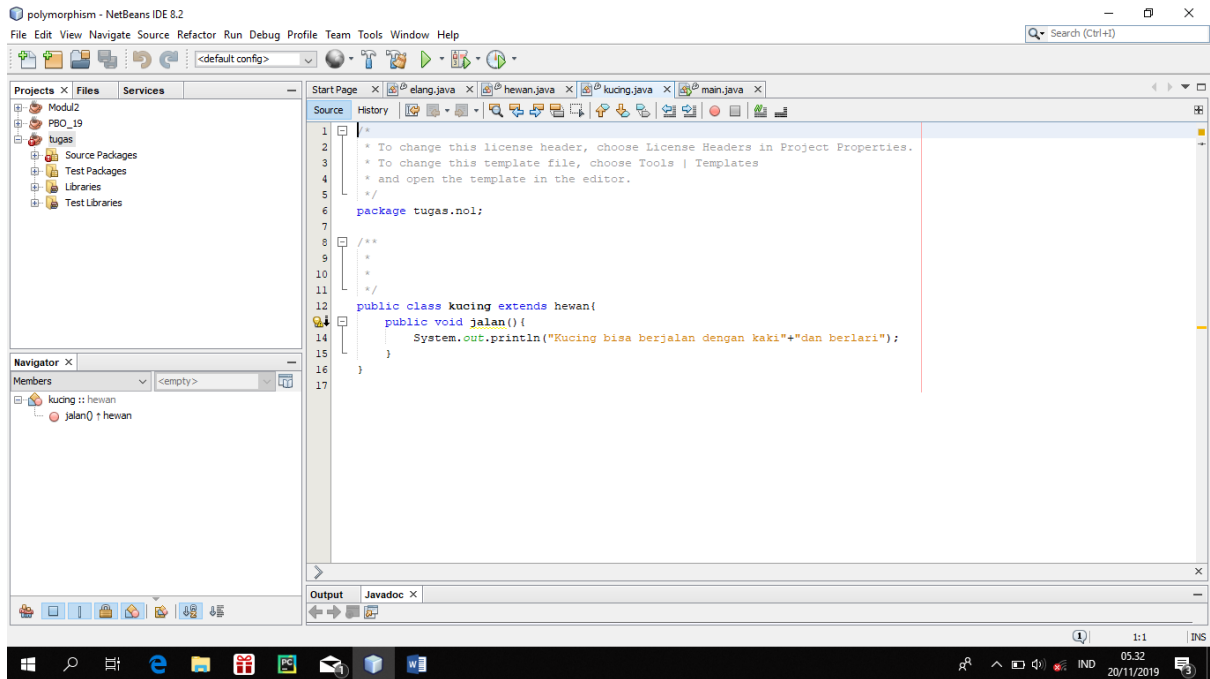 polymorphism - NetBeans IDE 8.2
File Edit View Navigate Source Refactor Run Debug Profile Team Tools Window Help
Search (Ctrl+I)
<default config>
Projects Files Services
Start Page elang.java hewan.java kucing.java main.java
Source History
Modul2
PBO_19
tugas
Source Packages
Test Packages
Libraries
Test Libraries
1 /*
2 * To change this license header, choose License Headers in Project Properties.
3 * To change this template file, choose Tools | Templates
4 * and open the template in the editor.
5 */
6 package tugas.nol;
7
8 /**
9 *
10 *
11 */
12 public class kucing extends hewan{
public void jalan(){
14 System.out.println("Kucing bisa berjalan dengan kaki"+"dan berlari");
15 }
16 }
17
Navigator
Members <empty>
kucing :: hewan
jalan() ↑ hewan
Output Javadoc
1 1:1 INS
PC
1
W
IND
05.32
20/11/2019
3